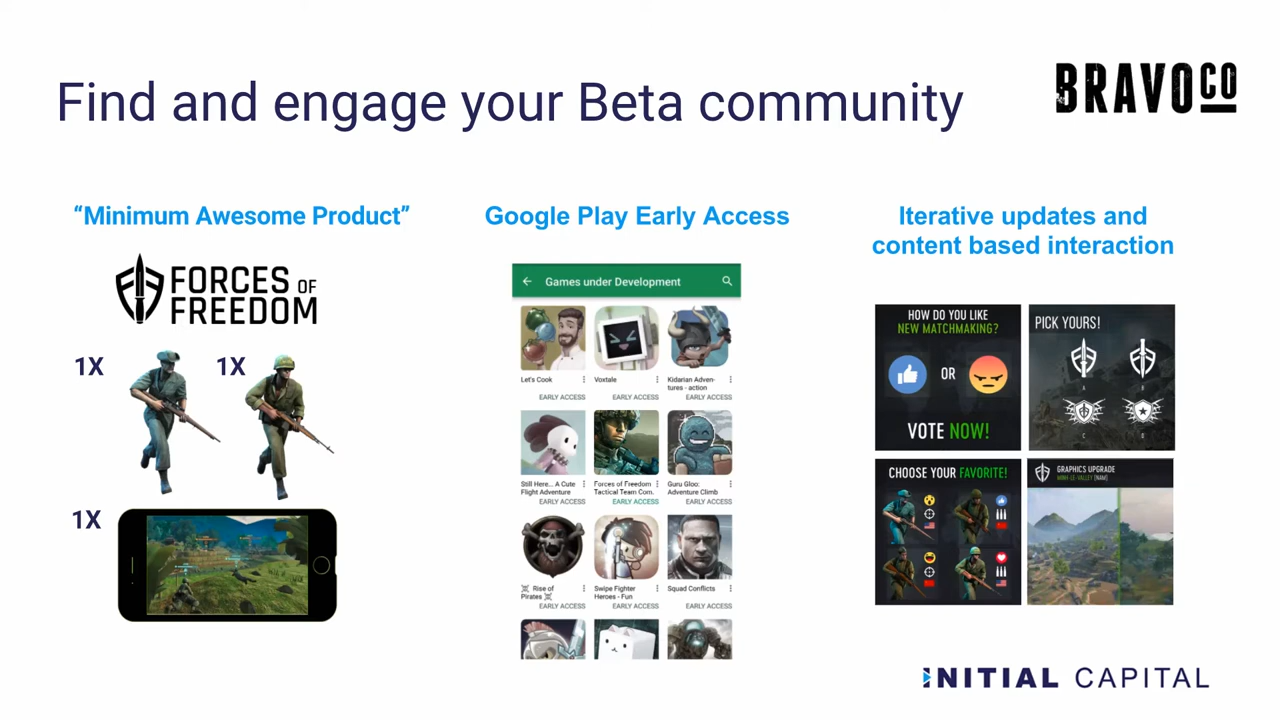 Find and engage your Beta community
BRAVOCO
“Minimum Awesome Product”
FORCES OF
FREEDOM
1X
1X
1X
Google Play Early Access
Games under Development
Let's Cook
EARLY ACCESS
Voxtale
EARLY ACCESS
Kidarian Adven-
tures - action
EARLY ACCESS
Still Here... A Cute
Flight Adventure
EARLY ACCESS
Forces of Freedom
Tactical Team Com.
EARLY ACCESS
Guru Gloo:
Adventure Climb
EARLY ACCESS
Rise of
Pirates
EARLY ACCESS
Swipe Fighter
Heroes - Fun
EARLY ACCESS
Squad Conflicts
EARLY ACCESS
Iterative updates and
content based interaction
HOW DO YOU LIKE
NEW MATCHMAKING?
OR
VOTE NOW!
PICK YOURS!
A
B
C
CHOOSE YOUR FAVORITE!
GRAPHICS UPGRADE
[NAM]
INITIAL CAPITAL